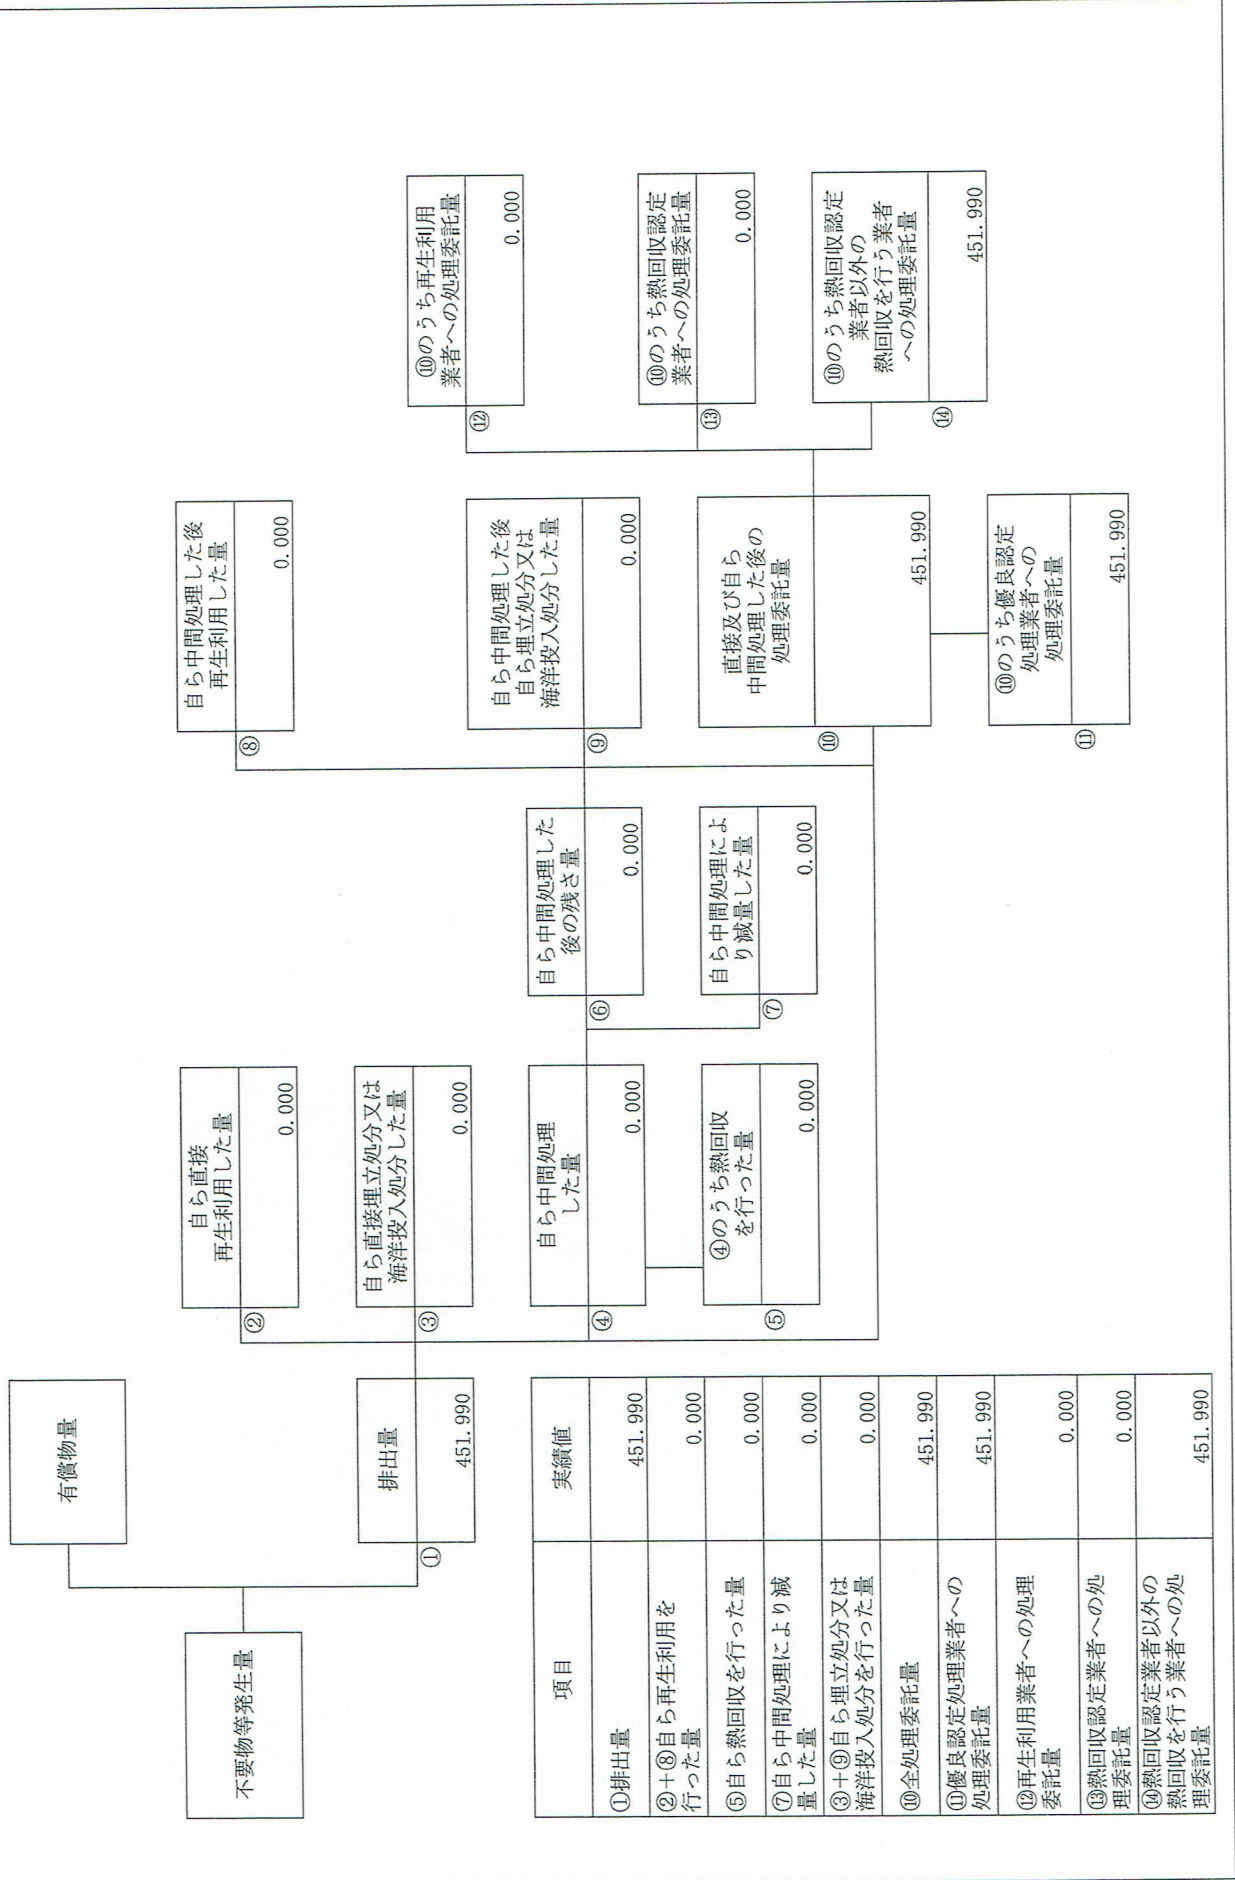 有償物量
不要物等発生量
排出量
①
451.990
自ら直接
再生利用した量
②
0.000
自ら直接埋立処分又は
海洋投入処分した量
③
0.000
自ら中間処理
した量
④
0.000
④のうち熱回収
を行った量
⑤
0.000
自ら中間処理した
後の残さ量
⑥
0.000
自ら中間処理によ
り減量した量
⑦
0.000
自ら中間処理した後
再生利用した量
⑧
0.000
自ら中間処理した後
自ら埋立処分又は
海洋投入処分した量
⑨
0.000
直接及び自ら
中間処理した後の
処理委託量
⑩
451.990
⑩のうち優良認定
処理業者への
処理委託量
⑪
451.990
⑩のうち再生利用
業者への処理委託量
⑫
0.000
⑩のうち熱回収認定
業者への処理委託量
⑬
0.000
⑩のうち熱回収認定
業者以外の
熱回収を行う業者
への処理委託量
⑭
451.990
項目 実績値
①排出量 451.990
②+⑧自ら再生利用を
行った量 0.000
⑤自ら熱回収を行った量 0.000
⑦自ら中間処理により減
量した量 0.000
③+⑨自ら埋立処分又は
海洋投入処分を行った量 0.000
⑩全処理委託量 451.990
⑪優良認定処理業者への
処理委託量 451.990
⑫再生利用業者への処理
委託量 0.000
⑬熱回収認定業者への処
理委託量 0.000
⑭熱回収認定業者以外の
熱回収を行う業者への処
理委託量 451.990